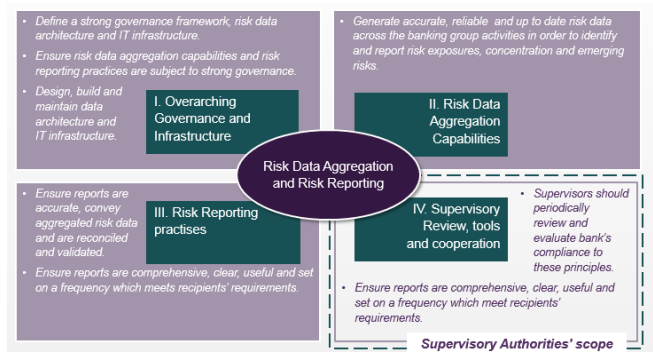 • Define a strong governance framework, risk data
architecture and IT infrastructure.
• Ensure risk data aggregation capabilities and risk
reporting practices are subject to strong governance.
• Design, build and
maintain data
architecture and
IT infrastructure.
I. Overarching
Governance and
Infrastructure
• Generate accurate, reliable and up to date risk data
across the banking group activities in order to identify
and report risk exposures, concentration and emerging
risks.
II. Risk Data
Aggregation
Capabilities
Risk Data Aggregation
and Risk Reporting
• Ensure reports are
accurate, convey
aggregated risk data
and are reconciled
and validated.
III. Risk Reporting
practises
• Ensure reports are comprehensive, clear, useful and set
on a frequency which meets recipients' requirements.
IV. Supervisory
Review, tools
and cooperation
• Supervisors should
periodically
review and
evaluate bank's
compliance to
these principles.
• Ensure reports are comprehensive, clear, useful and
set on a frequency which meet recipients'
requirements.
Supervisory Authorities' scope